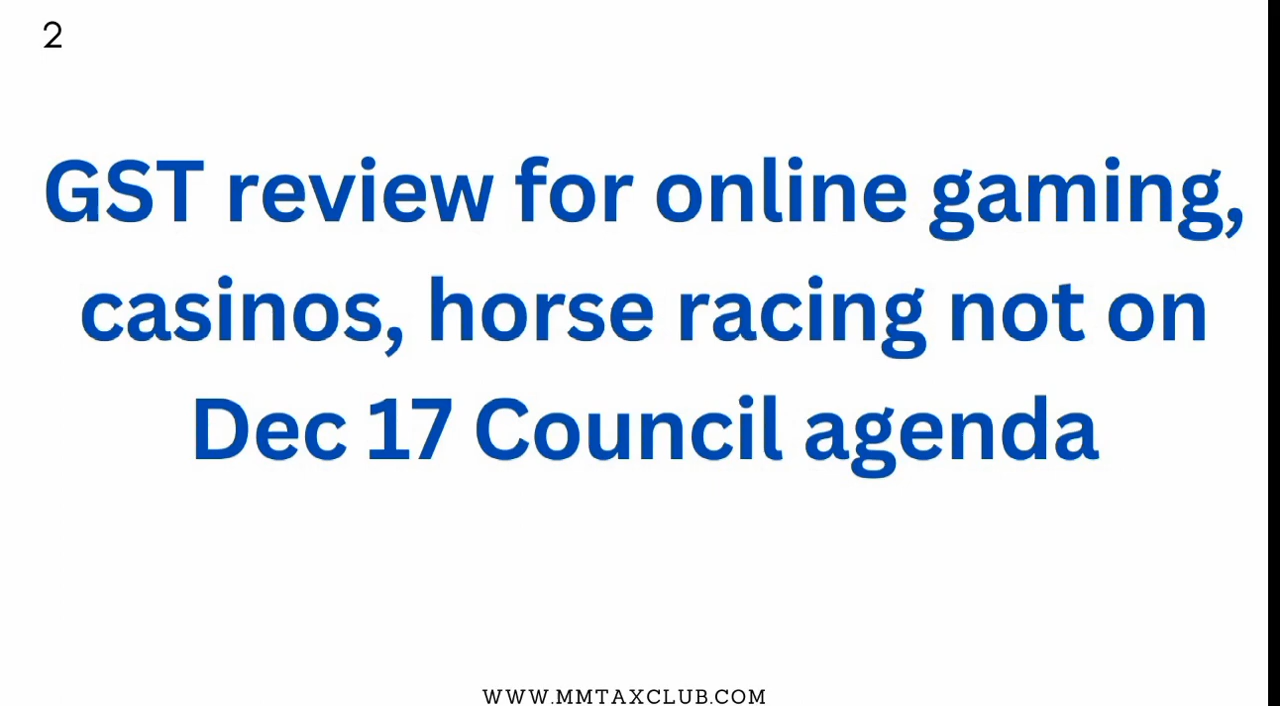 2
GST review for online gaming,
casinos, horse racing not on
Dec 17 Council agenda
WWW.MMTAXCLUB.COM